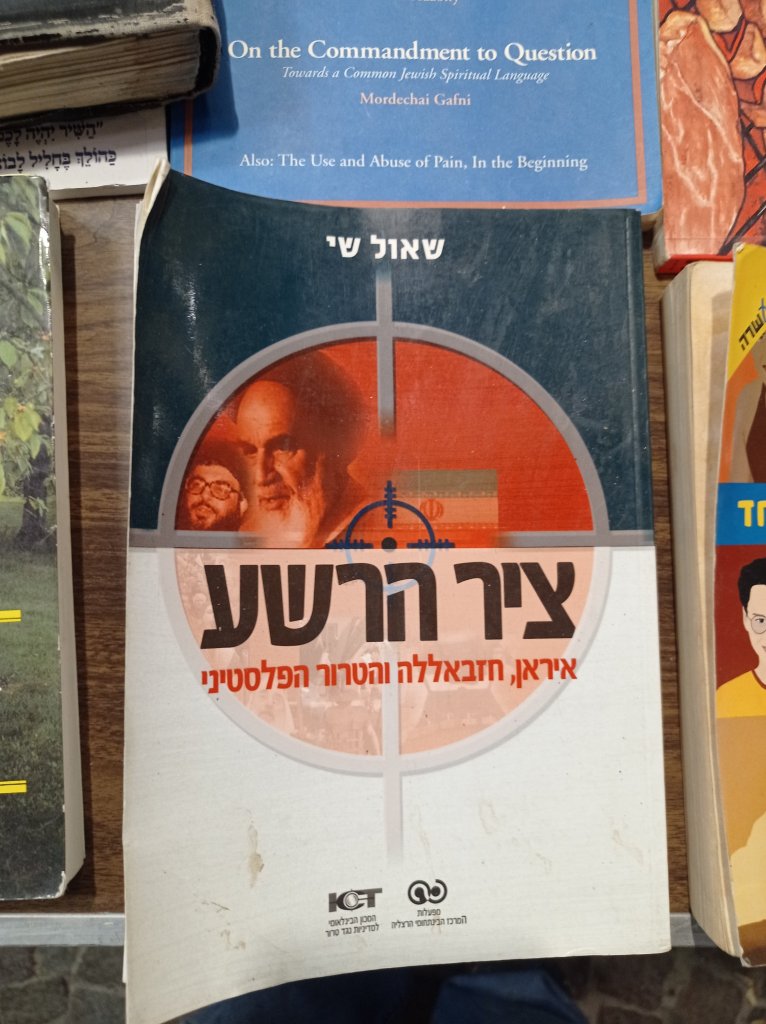 On the Commandment to Question
Towards a Common Jewish Spiritual Language
Mordechai Gafni
Also: The Use and Abuse of Pain, In the Beginning
שאול שי
ציר הרשע
איראן, חזבאללה והטרור הפלסטיני
ICT
המכון הבינלאומי
למדיניות נגד טרור
מפעלות
המרכז הבינתחומי הרצליה